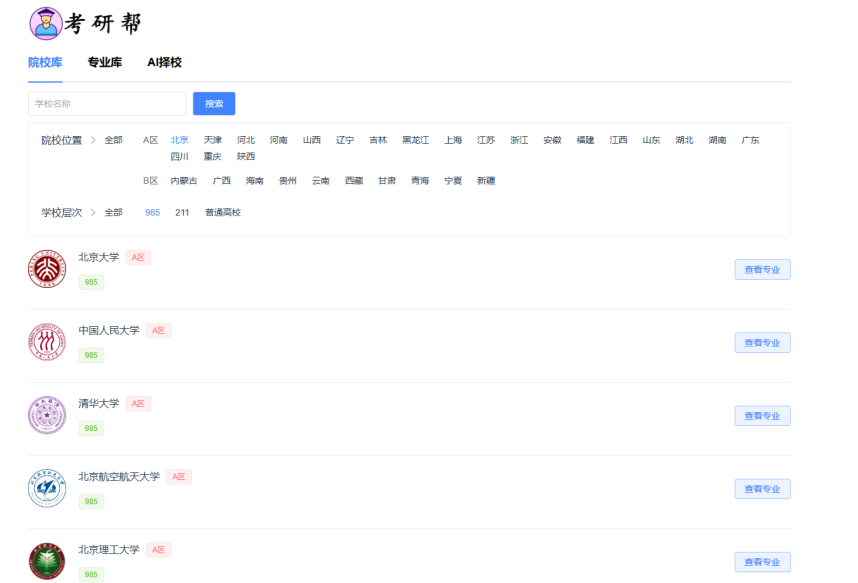 考研帮
院校库 专业库 AI择校
学校名称 搜索
院校位置 > 全部 A区 北京 天津 河北 河南 山西 辽宁 吉林 黑龙江 上海 江苏 浙江 安徽 福建 江西 山东 湖北 湖南 广东
四川 重庆 陕西
B区 内蒙古 广西 海南 贵州 云南 西藏 甘肃 青海 宁夏 新疆
学校层次 > 全部 985 211 普通高校
北京大学 A区
985
查看专业
中国人民大学 A区
985
查看专业
清华大学 A区
985
查看专业
北京航空航天大学 A区
985
查看专业
北京理工大学 A区
985
查看专业